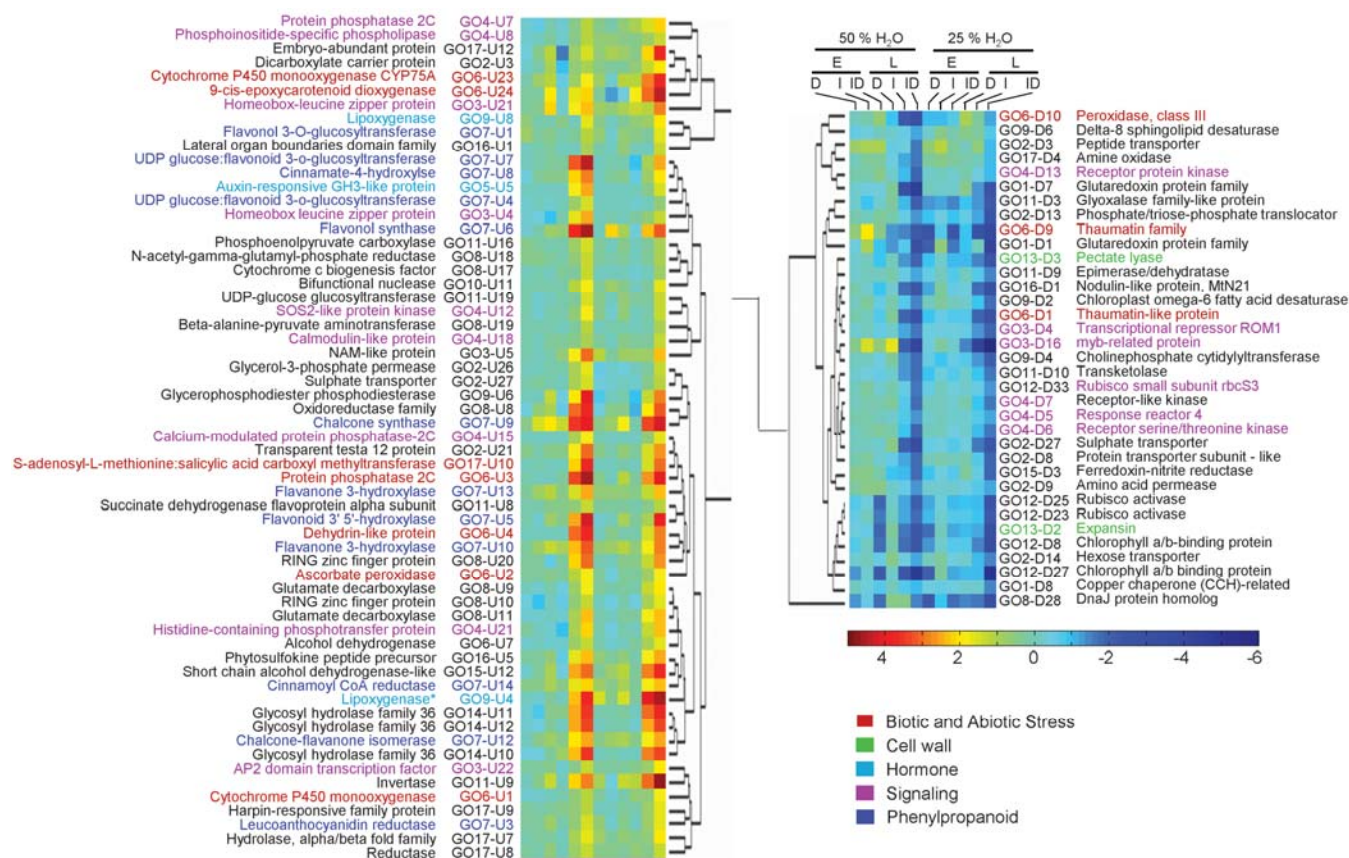 Protein phosphatase 2C GO4-U7
Phosphoinositide-specific phospholipase GO4-U8
Embryo-abundant protein GO17-U12
Dicarboxylate carrier protein GO2-U3
Cytochrome P450 monooxygenase CYP75A GO6-U23
9-cis-epoxycarotenoid dioxygenase GO6-U24
Homeobox-leucine zipper protein GO3-U21
Lipoxygenase GO9-U8
Flavonol 3-O-glucosyltransferase GO7-U1
Lateral organ boundaries domain family GO16-U1
UDP glucose:flavonoid 3-o-glucosyltransferase GO7-U7
Cinnamate-4-hydroxylse GO7-U8
Auxin-responsive GH3-like protein GO5-U5
UDP glucose:flavonoid 3-o-glucosyltransferase GO7-U4
Homeobox leucine zipper protein GO3-U4
Flavonol synthase GO7-U6
Phosphoenolpyruvate carboxylase GO11-U16
N-acetyl-gamma-glutamyl-phosphate reductase GO8-U18
Cytochrome c biogenesis factor GO8-U17
Bifunctional nuclease GO10-U11
UDP-glucose glucosyltransferase GO11-U19
SOS2-like protein kinase GO4-U12
Beta-alanine-pyruvate aminotransferase GO8-U19
Calmodulin-like protein GO4-U18
NAM-like protein GO3-U5
Glycerol-3-phosphate permease GO2-U26
Sulphate transporter GO2-U27
Glycerophosphodiester phosphodiesterase GO9-U6
Oxidoreductase family GO8-U8
Chalcone synthase GO7-U9
Calcium-modulated protein phosphatase-2C GO4-U15
Transparent testa 12 protein GO2-U21
S-adenosyl-L-methionine:salicylic acid carboxyl methyltransferase GO17-U10
Protein phosphatase 2C GO6-U3
Flavanone 3-hydroxylase GO7-U13
Succinate dehydrogenase flavoprotein alpha subunit GO11-U8
Flavonoid 3' 5'-hydroxylase GO7-U5
Dehydrin-like protein GO6-U4
Flavanone 3-hydroxylase GO7-U10
RING zinc finger protein GO8-U20
Ascorbate peroxidase GO6-U2
Glutamate decarboxylase GO8-U9
RING zinc finger protein GO8-U10
Glutamate decarboxylase GO8-U11
Histidine-containing phosphotransfer protein GO4-U21
Alcohol dehydrogenase GO6-U7
Phytosulfokine peptide precursor GO16-U5
Short chain alcohol dehydrogenase-like GO15-U12
Cinnamoyl CoA reductase GO7-U14
Lipoxygenase* GO9-U4
Glycosyl hydrolase family 36 GO14-U11
Glycosyl hydrolase family 36 GO14-U12
Chalcone-flavanone isomerase GO7-U12
Glycosyl hydrolase family 36 GO14-U10
AP2 domain transcription factor GO3-U22
Invertase GO11-U9
Cytochrome P450 monooxygenase GO6-U1
Harpin-responsive family protein GO17-U9
Leucoanthocyanidin reductase GO7-U3
Hydrolase, alpha/beta fold family GO17-U7
Reductase GO17-U8
50 % H2O 25 % H2O
E L E L
D I ID D I ID D I ID D I ID
GO6-D10 Peroxidase, class III
GO9-D6 Delta-8 sphingolipid desaturase
GO2-D3 Peptide transporter
GO17-D4 Amine oxidase
GO4-D13 Receptor protein kinase
GO1-D7 Glutaredoxin protein family
GO11-D3 Glyoxalase family-like protein
GO2-D13 Phosphate/triose-phosphate translocator
GO6-D9 Thaumatin family
GO1-D1 Glutaredoxin protein family
GO13-D3 Pectate lyase
GO11-D9 Epimerase/dehydratase
GO16-D1 Nodulin-like protein, MtN21
GO9-D2 Chloroplast omega-6 fatty acid desaturase
GO6-D1 Thaumatin-like protein
GO3-D4 Transcriptional repressor ROM1
GO3-D16 myb-related protein
GO9-D4 Cholinephosphate cytidylyltransferase
GO11-D10 Transketolase
GO12-D33 Rubisco small subunit rbcS3
GO4-D7 Receptor-like kinase
GO4-D5 Response reactor 4
GO4-D6 Receptor serine/threonine kinase
GO2-D27 Sulphate transporter
GO2-D8 Protein transporter subunit - like
GO15-D3 Ferredoxin-nitrite reductase
GO2-D9 Amino acid permease
GO12-D25 Rubisco activase
GO12-D23 Rubisco activase
GO13-D2 Expansin
GO12-D8 Chlorophyll a/b-binding protein
GO2-D14 Hexose transporter
GO12-D27 Chlorophyll a/b binding protein
GO1-D8 Copper chaperone (CCH)-related
GO8-D28 DnaJ protein homolog
4 2 0 -2 -4 -6
Biotic and Abiotic Stress
Cell wall
Hormone
Signaling
Phenylpropanoid